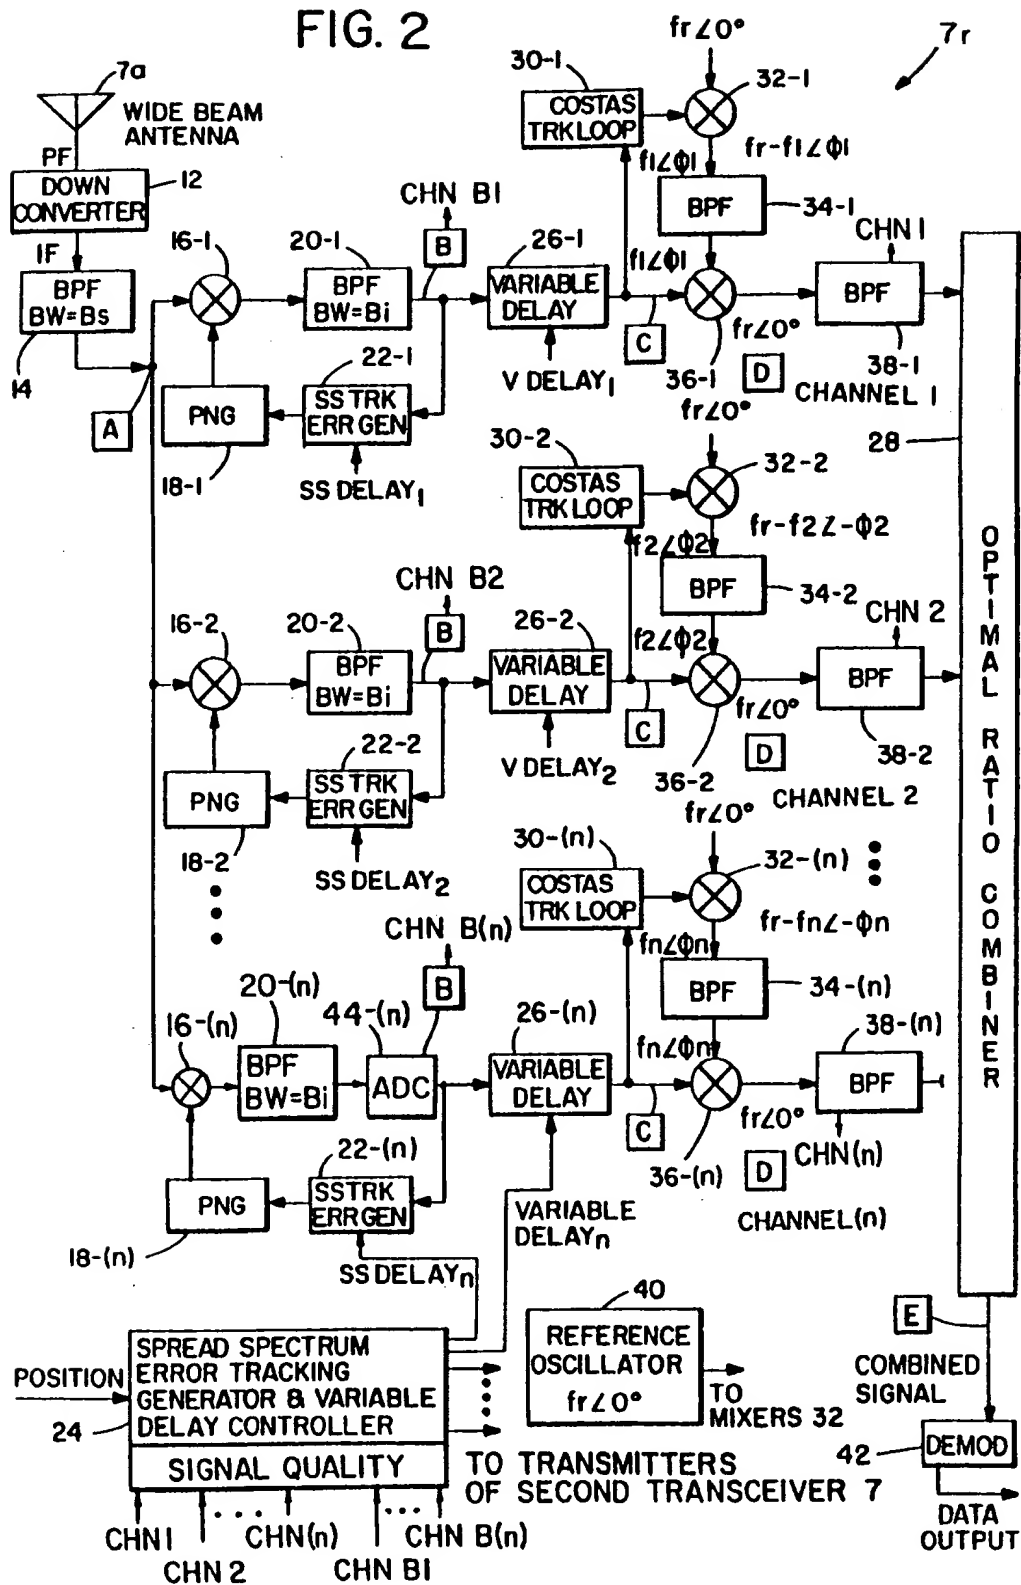 FIG. 2
7a
WIDE BEAM
ANTENNA
PF
12
DOWN
CONVERTER
IF
BPF
BW=Bs
14
A
30-1
fr∠0°
7r
COSTAS
TRK LOOP
32-1
fr-f1∠ϕ1
f1∠ϕ1
BPF
34-1
CHN B1
B
16-1
20-1
BPF
BW=Bi
26-1
VARIABLE
DELAY
f1∠ϕ1
C
CHN 1
BPF
fr∠0°
D
36-1
38-1
CHANNEL 1
22-1
V DELAY1
PNG
SS TRK
ERR GEN
18-1
SS DELAY1
28
OPTIMAL RATIO COMBINER
fr∠0°
30-2
COSTAS
TRK LOOP
32-2
fr-f2∠-ϕ2
f2∠ϕ2
BPF
34-2
CHN B2
B
16-2
20-2
BPF
BW=Bi
26-2
VARIABLE
DELAY
f2∠ϕ2
C
CHN 2
BPF
fr∠0°
D
36-2
38-2
CHANNEL 2
22-2
V DELAY2
PNG
SS TRK
ERR GEN
18-2
SS DELAY2
fr∠0°
30-(n)
COSTAS
TRK LOOP
32-(n)
fr-fn∠-ϕn
fn∠ϕn
BPF
34-(n)
CHN B(n)
B
20-(n)
44-(n)
16-(n)
BPF
BW=Bi
ADC
26-(n)
VARIABLE
DELAY
fn∠ϕn
C
38-(n)
BPF
fr∠0°
D
CHN(n)
36-(n)
CHANNEL(n)
22-(n)
PNG
SS TRK
ERR GEN
18-(n)
SS DELAYn
VARIABLE
DELAYn
40
REFERENCE
OSCILLATOR
fr∠0°
TO
MIXERS 32
E
COMBINED
SIGNAL
42
DEMOD
DATA
OUTPUT
POSITION
24
SPREAD SPECTRUM
ERROR TRACKING
GENERATOR & VARIABLE
DELAY CONTROLLER
SIGNAL QUALITY
TO TRANSMITTERS
OF SECOND TRANSCEIVER 7
CHN 1
CHN 2
CHN(n)
CHN B1
CHN B(n)